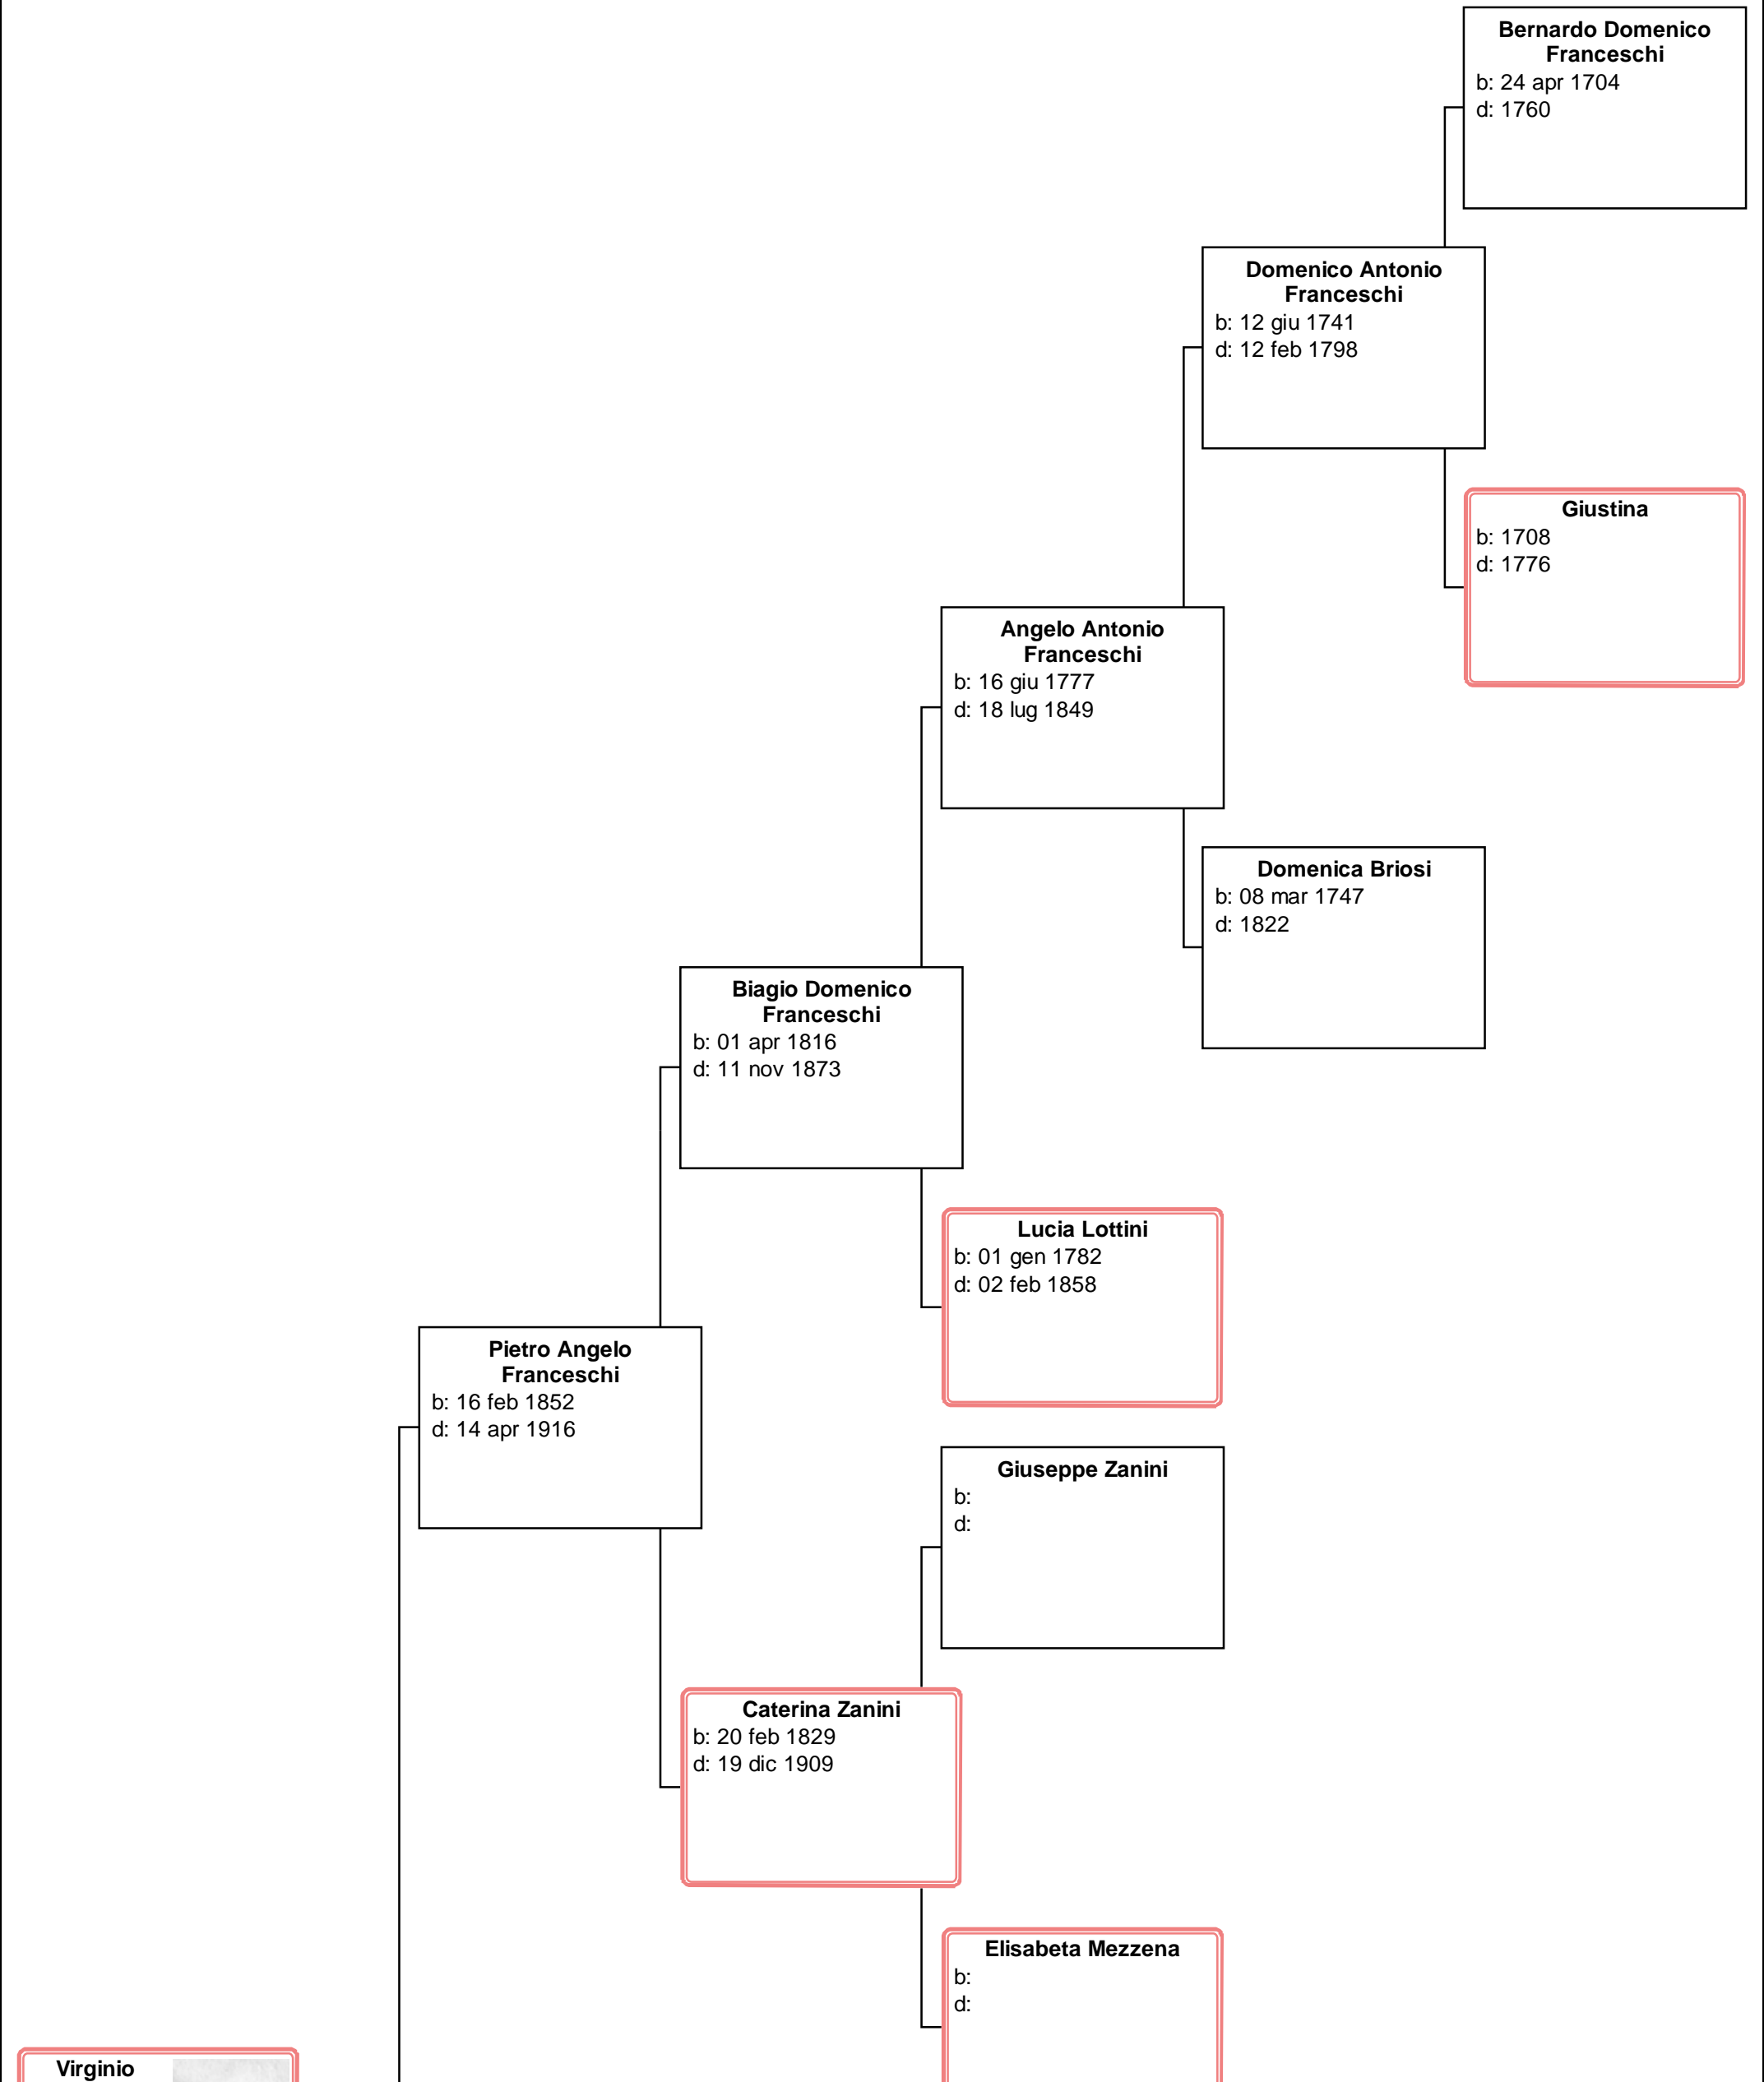 Bernardo Domenico
Franceschi
b: 24 apr 1704
d: 1760
Domenico Antonio
Franceschi
b: 12 giu 1741
d: 12 feb 1798
Giustina
b: 1708
d: 1776
Angelo Antonio
Franceschi
b: 16 giu 1777
d: 18 lug 1849
Domenica Briosi
b: 08 mar 1747
d: 1822
Biagio Domenico
Franceschi
b: 01 apr 1816
d: 11 nov 1873
Lucia Lottini
b: 01 gen 1782
d: 02 feb 1858
Pietro Angelo
Franceschi
b: 16 feb 1852
d: 14 apr 1916
Giuseppe Zanini
b:
d:
Caterina Zanini
b: 20 feb 1829
d: 19 dic 1909
Elisabeta Mezzena
b:
d:
Virginio